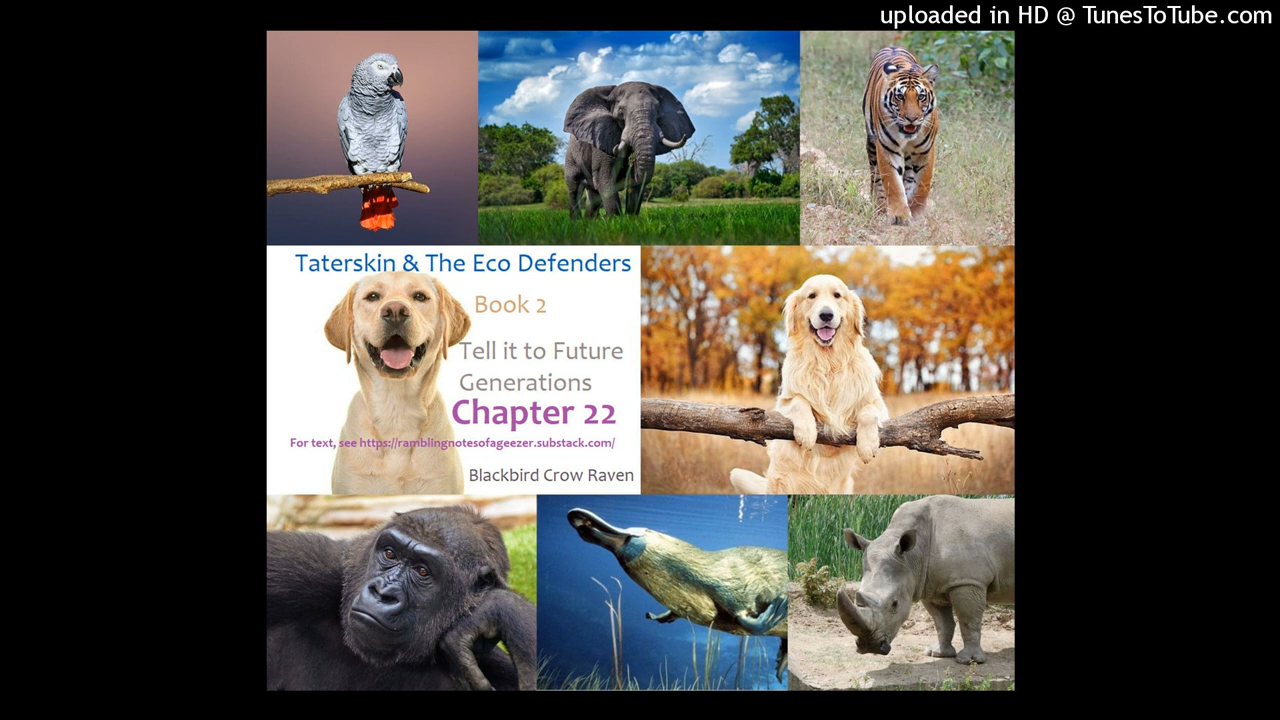 uploaded in HD @ TunesToTube.com
Taterskin & The Eco Defenders
Book 2
Tell it to Future
Generations
Chapter 22
For text, see https://ramblingnotesofageezer.substack.com/
Blackbird Crow Raven